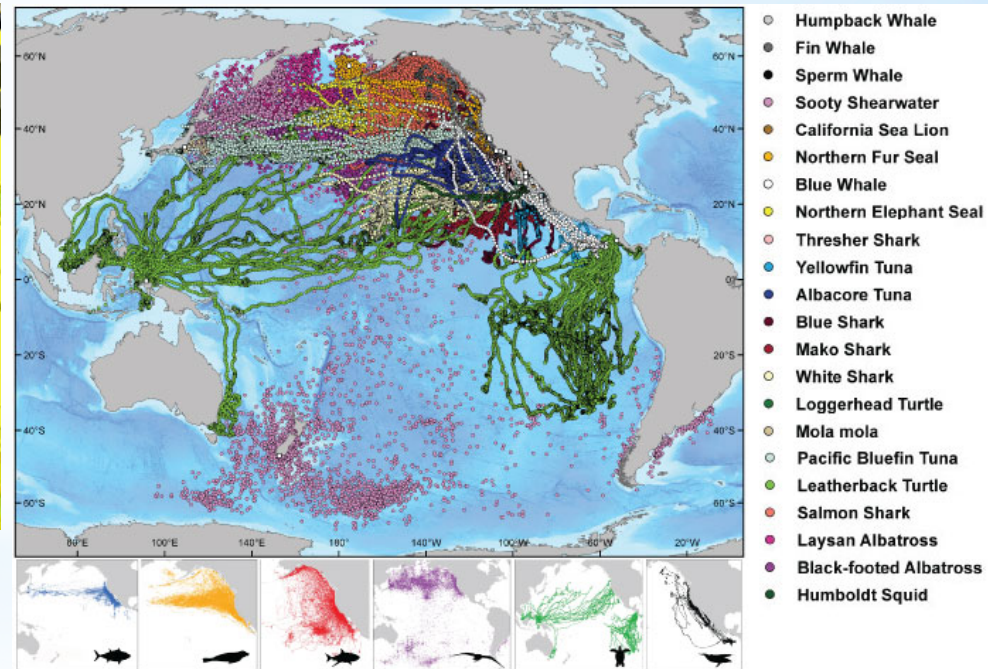 60°N
40°N
20°N
0°
20°S
40°S
60°S
60°N
40°N
20°N
0°
20°S
40°S
60°S
100°E
140°E
180°
140°W
100°W
60°W
20°W
Humpback Whale
Fin Whale
Sperm Whale
Sooty Shearwater
California Sea Lion
Northern Fur Seal
Blue Whale
Northern Elephant Seal
Thresher Shark
Yellowfin Tuna
Albacore Tuna
Blue Shark
Mako Shark
White Shark
Loggerhead Turtle
Mola mola
Pacific Bluefin Tuna
Leatherback Turtle
Salmon Shark
Laysan Albatross
Black-footed Albatross
Humboldt Squid